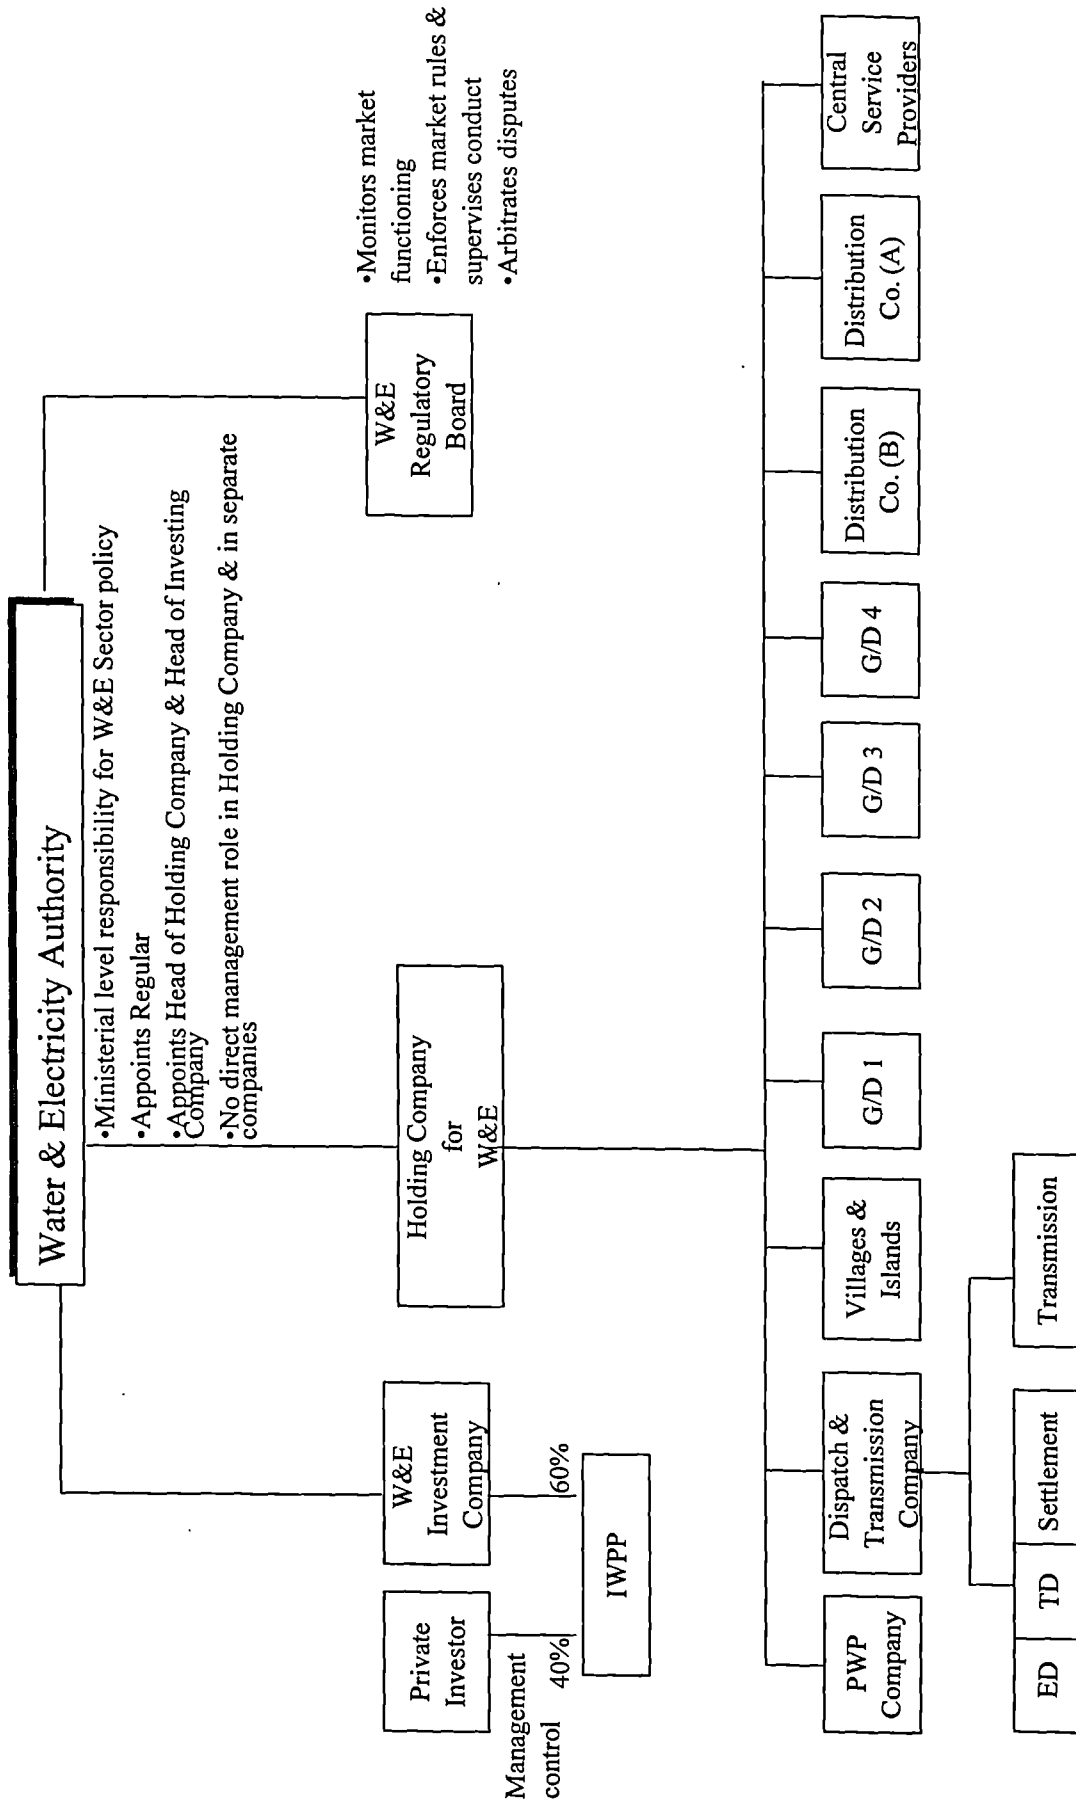 Water & Electricity Authority
•Ministerial level responsibility for W&E Sector policy
•Appoints Regular
•Appoints Head of Holding Company & Head of Investing
Company
•No direct management role in Holding Company & in separate
companies
Private
Investor
W&E
Investment
Company
Management
control
40%
60%
IWPP
Holding Company
for
W&E
W&E
Regulatory
Board
•Monitors market
functioning
•Enforces market rules &
supervises conduct
•Arbitrates disputes
PWP
Company
Dispatch &
Transmission
Company
Villages &
Islands
G/D 1
G/D 2
G/D 3
G/D 4
Distribution
Co. (B)
Distribution
Co. (A)
Central
Service
Providers
ED
TD
Settlement
Transmission